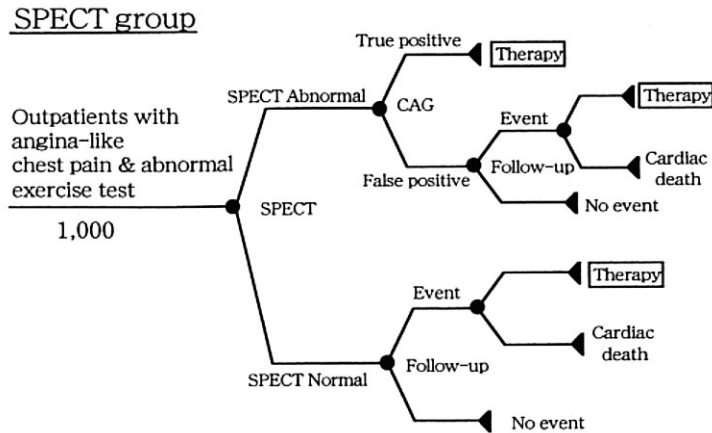 SPECT group
True positive
Therapy
SPECT Abnormal
CAG
Event
Therapy
Outpatients with
angina-like
chest pain & abnormal
exercise test
False positive
Follow-up
Cardiac
death
SPECT
No event
1,000
Therapy
Event
Cardiac
death
SPECT Normal
Follow-up
No event